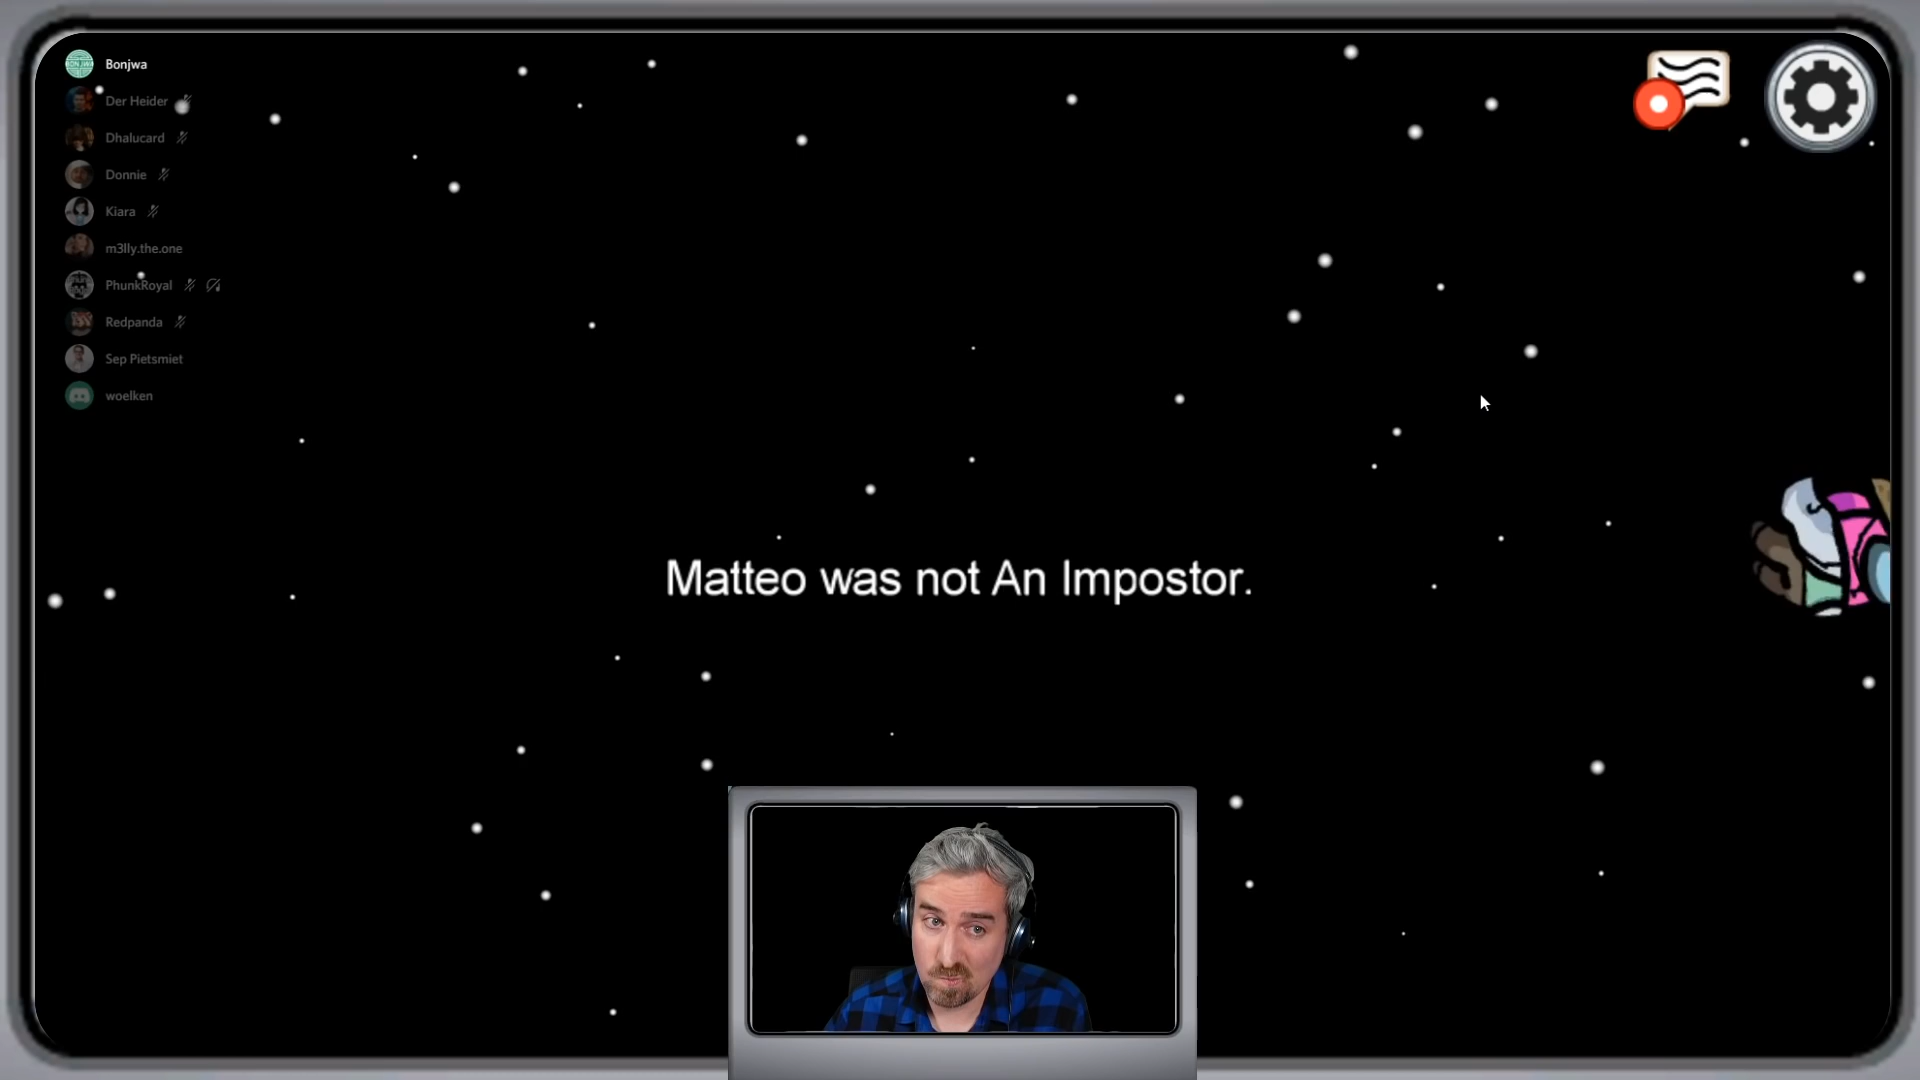 Bonjwa
Der Heider
Dhalucard
Donnie
Kiara
m3lly.the.one
PhunkRoyal
Redpanda
Sep Pietsmiet
woelken
Matteo was not An Impostor.